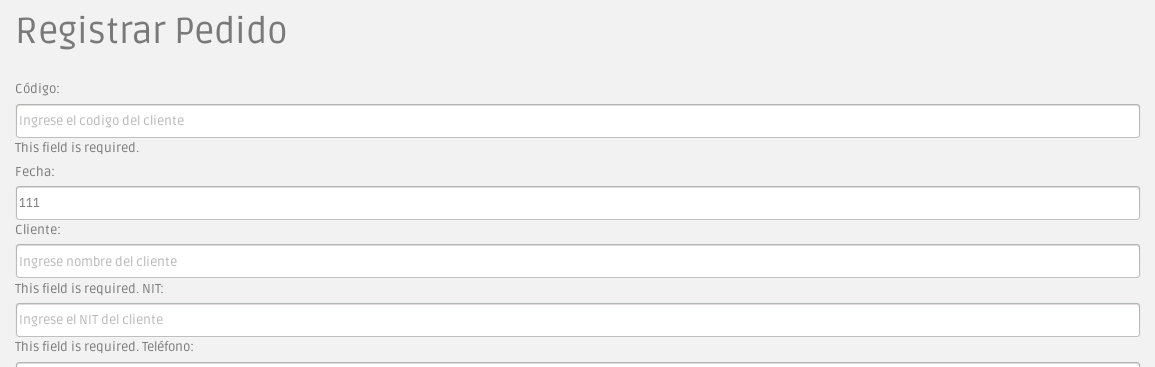 Registrar Pedido
Código:
Ingrese el codigo del cliente
This field is required.
Fecha:
111
Cliente:
Ingrese nombre del cliente
This field is required. NIT:
Ingrese el NIT del cliente
This field is required. Teléfono: